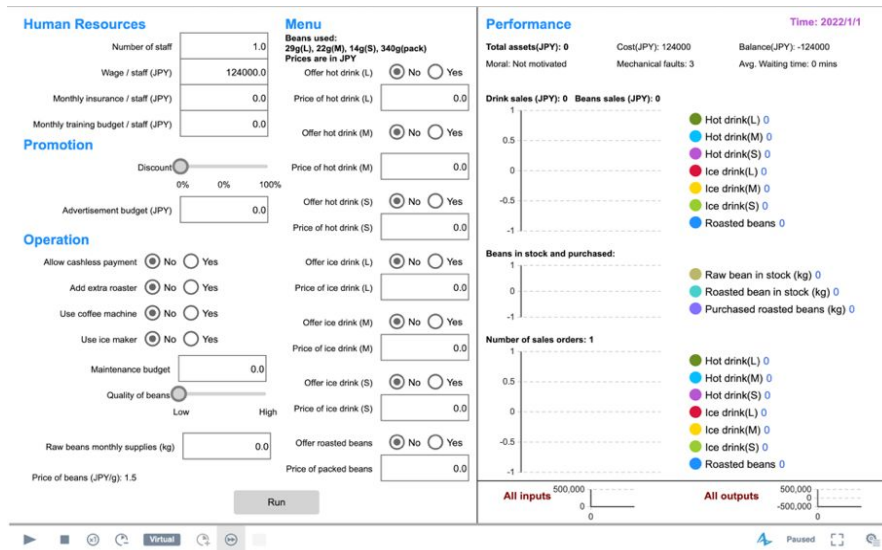 Human Resources
Number of staff 1.0
Wage / staff (JPY) 124000.0
Monthly insurance / staff (JPY) 0.0
Monthly training budget / staff (JPY) 0.0
Promotion
Discount
0% 0% 100%
Advertisement budget (JPY) 0.0
Operation
Allow cashless payment No Yes
Add extra roaster No Yes
Use coffee machine No Yes
Use ice maker No Yes
Maintenance budget 0.0
Quality of beans
Low High
Raw beans monthly supplies (kg) 0.0
Price of beans (JPY/g): 1.5
Menu
Beans used:
29g(L), 22g(M), 14g(S), 340g(pack)
Prices are in JPY
Offer hot drink (L) No Yes
Price of hot drink (L) 0.0
Offer hot drink (M) No Yes
Price of hot drink (M) 0.0
Offer hot drink (S) No Yes
Price of hot drink (S) 0.0
Offer ice drink (L) No Yes
Price of ice drink (L) 0.0
Offer ice drink (M) No Yes
Price of ice drink (M) 0.0
Offer ice drink (S) No Yes
Price of ice drink (S) 0.0
Offer roasted beans No Yes
Price of packed beans 0.0
Run
Performance Time: 2022/1/1
Total assets(JPY): 0 Cost(JPY): 124000 Balance(JPY): -124000
Moral: Not motivated Mechanical faults: 3 Avg. Waiting time: 0 mins
Drink sales (JPY): 0 Beans sales (JPY): 0
1
0.5
0
-0.5
-1
Hot drink(L) 0
Hot drink(M) 0
Hot drink(S) 0
Ice drink(L) 0
Ice drink(M) 0
Ice drink(S) 0
Roasted beans 0
Beans in stock and purchased:
1
0
-1
Raw bean in stock (kg) 0
Roasted bean in stock (kg) 0
Purchased roasted beans (kg) 0
Number of sales orders: 1
1
0.5
0
-0.5
-1
Hot drink(L) 0
Hot drink(M) 0
Hot drink(S) 0
Ice drink(L) 0
Ice drink(M) 0
Ice drink(S) 0
Roasted beans 0
All inputs
500,000
0
0
All outputs
500,000
0
-500,000
0
x1 Virtual Paused